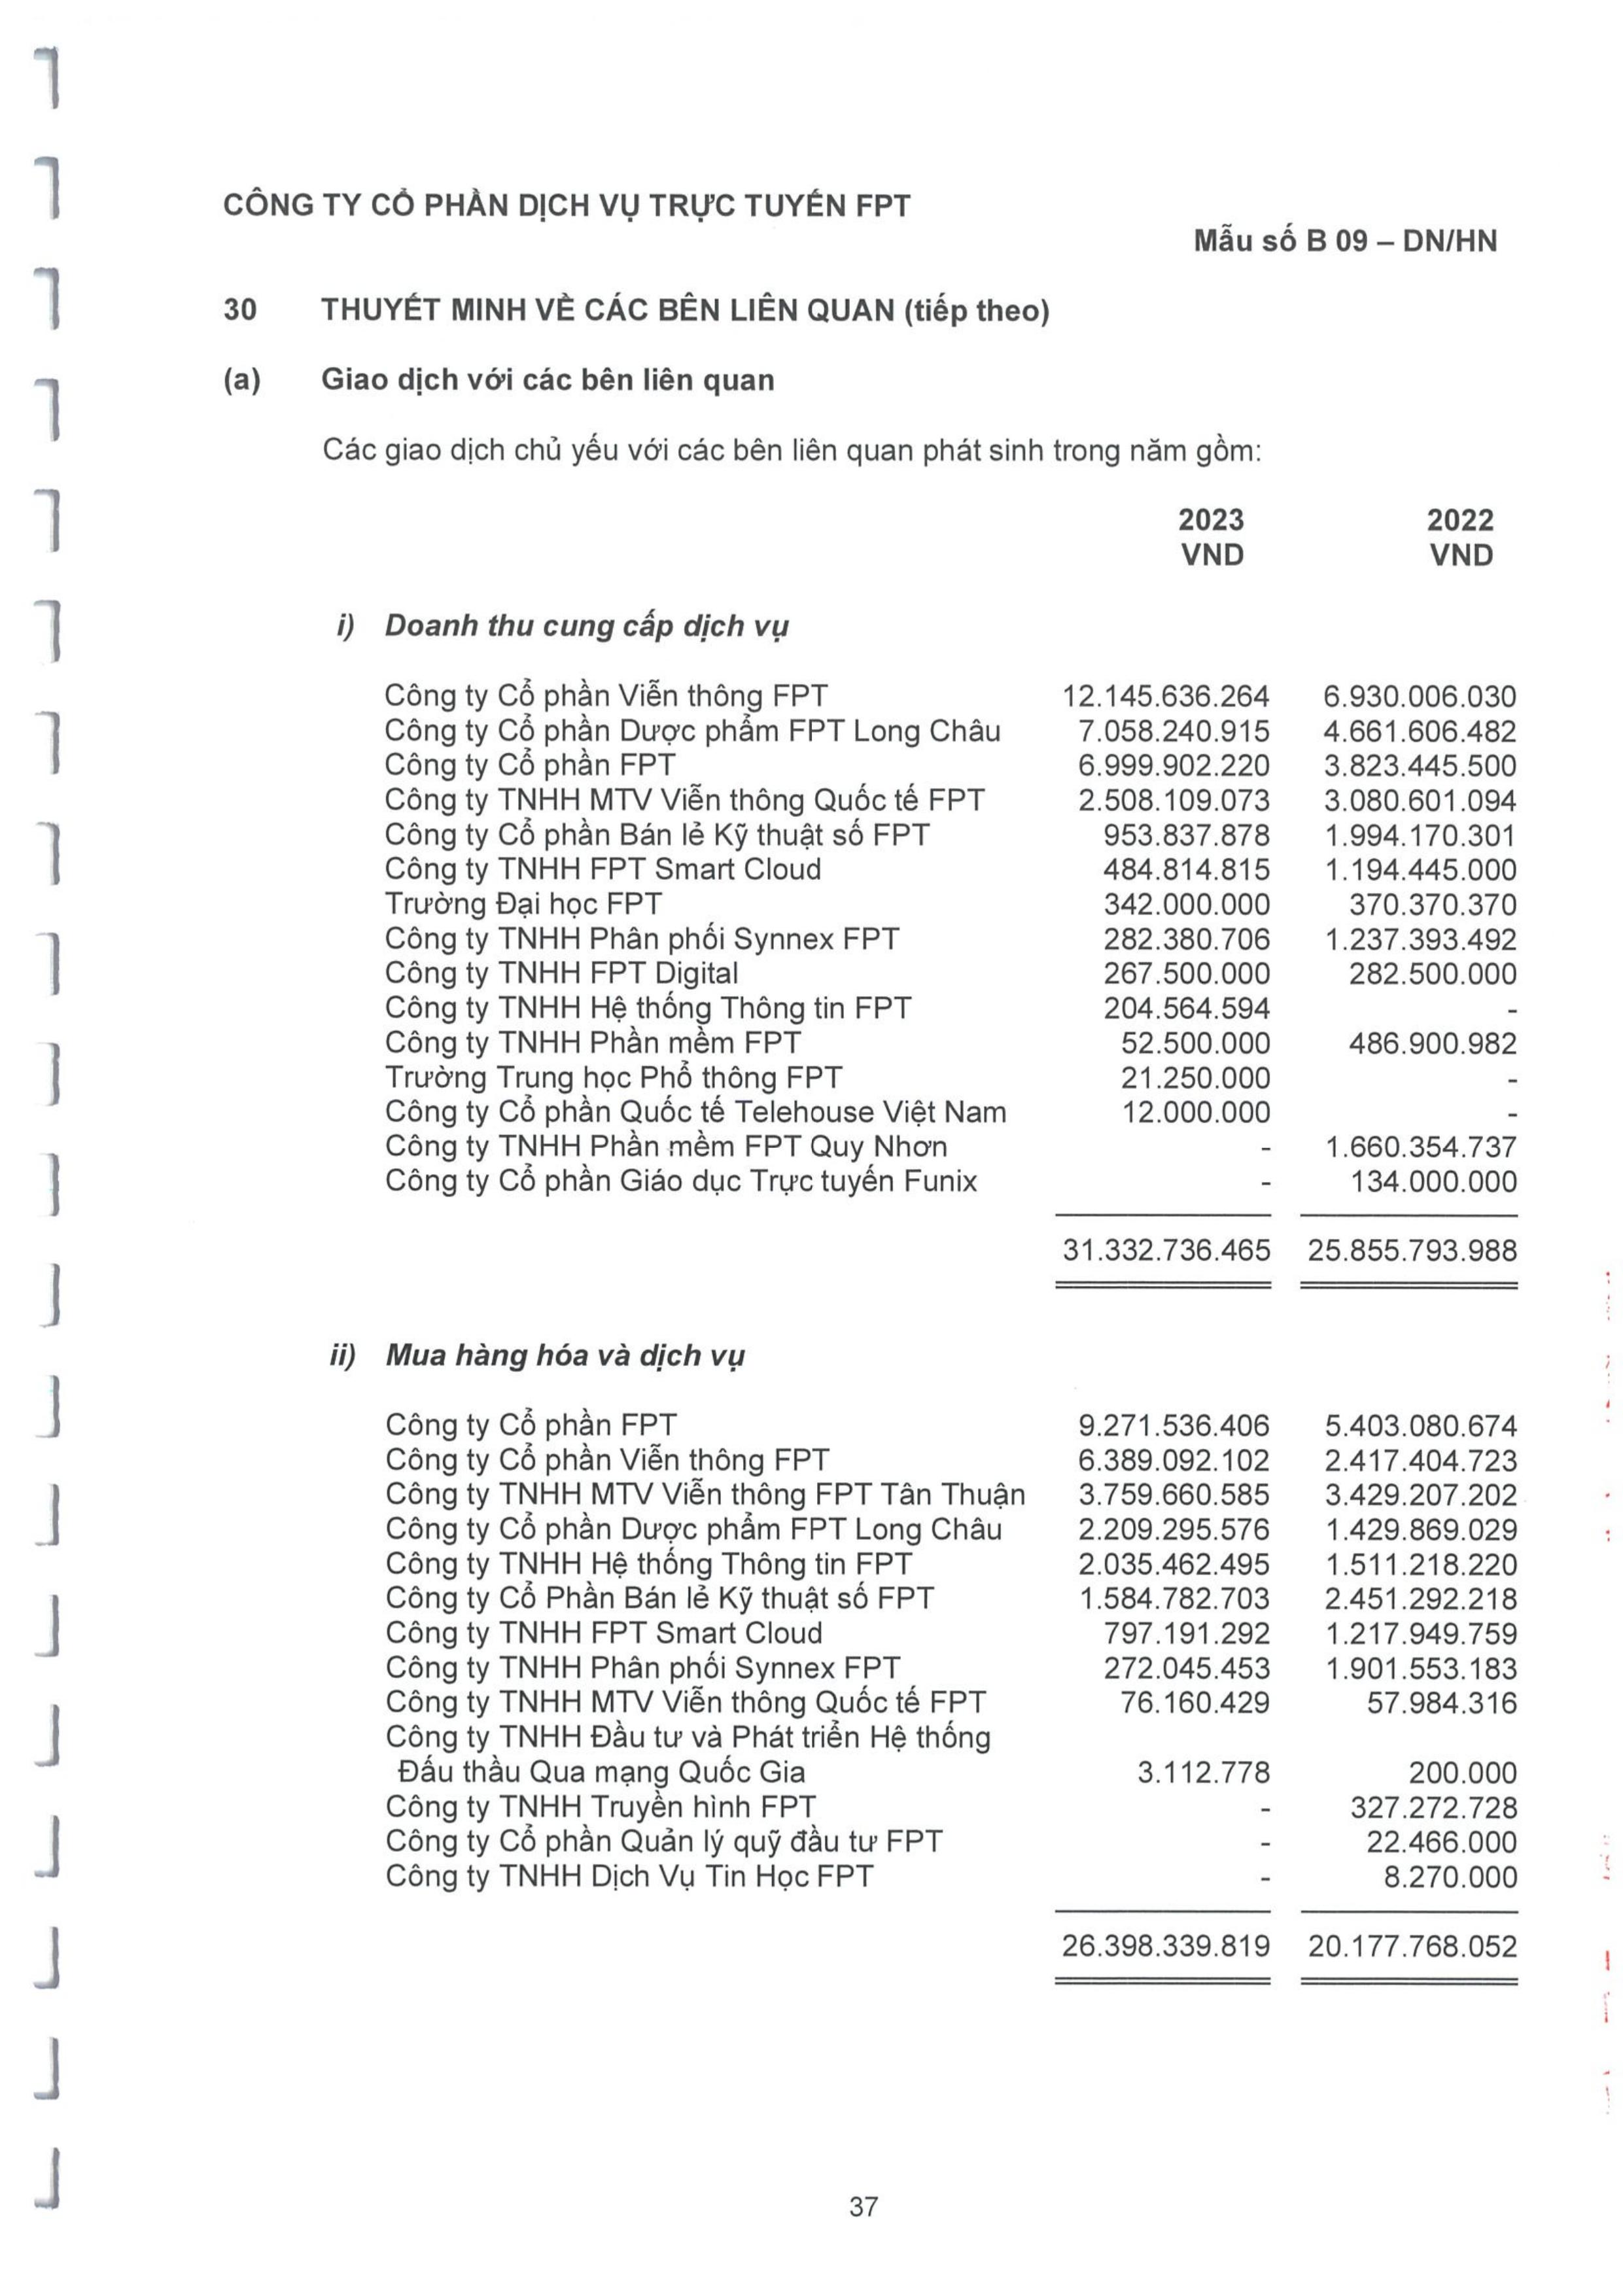 CÔNG TY CỔ PHẦN DỊCH VỤ TRỰC TUYẾN FPT
Mẫu số B 09 – DN/HN
30 THUYẾT MINH VỀ CÁC BÊN LIÊN QUAN (tiếp theo)
(a) Giao dịch với các bên liên quan
Các giao dịch chủ yếu với các bên liên quan phát sinh trong năm gồm:
2023 2022
VND VND
i) Doanh thu cung cấp dịch vụ
Công ty Cổ phần Viễn thông FPT 12.145.636.264 6.930.006.030
Công ty Cổ phần Dược phẩm FPT Long Châu 7.058.240.915 4.661.606.482
Công ty Cổ phần FPT 6.999.902.220 3.823.445.500
Công ty TNHH MTV Viễn thông Quốc tế FPT 2.508.109.073 3.080.601.094
Công ty Cổ phần Bán lẻ Kỹ thuật số FPT 953.837.878 1.994.170.301
Công ty TNHH FPT Smart Cloud 484.814.815 1.194.445.000
Trường Đại học FPT 342.000.000 370.370.370
Công ty TNHH Phân phối Synnex FPT 282.380.706 1.237.393.492
Công ty TNHH FPT Digital 267.500.000 282.500.000
Công ty TNHH Hệ thống Thông tin FPT 204.564.594 -
Công ty TNHH Phần mềm FPT 52.500.000 486.900.982
Trường Trung học Phổ thông FPT 21.250.000 -
Công ty Cổ phần Quốc tế Telehouse Việt Nam 12.000.000 -
Công ty TNHH Phần mềm FPT Quy Nhơn - 1.660.354.737
Công ty Cổ phần Giáo dục Trực tuyến Funix - 134.000.000
31.332.736.465 25.855.793.988
ii) Mua hàng hóa và dịch vụ
Công ty Cổ phần FPT 9.271.536.406 5.403.080.674
Công ty Cổ phần Viễn thông FPT 6.389.092.102 2.417.404.723
Công ty TNHH MTV Viễn thông FPT Tân Thuận 3.759.660.585 3.429.207.202
Công ty Cổ phần Dược phẩm FPT Long Châu 2.209.295.576 1.429.869.029
Công ty TNHH Hệ thống Thông tin FPT 2.035.462.495 1.511.218.220
Công ty Cổ Phần Bán lẻ Kỹ thuật số FPT 1.584.782.703 2.451.292.218
Công ty TNHH FPT Smart Cloud 797.191.292 1.217.949.759
Công ty TNHH Phân phối Synnex FPT 272.045.453 1.901.553.183
Công ty TNHH MTV Viễn thông Quốc tế FPT 76.160.429 57.984.316
Công ty TNHH Đầu tư và Phát triển Hệ thống
Đấu thầu Qua mạng Quốc Gia 3.112.778 200.000
Công ty TNHH Truyền hình FPT - 327.272.728
Công ty Cổ phần Quản lý quỹ đầu tư FPT - 22.466.000
Công ty TNHH Dịch Vụ Tin Học FPT - 8.270.000
26.398.339.819 20.177.768.052
37